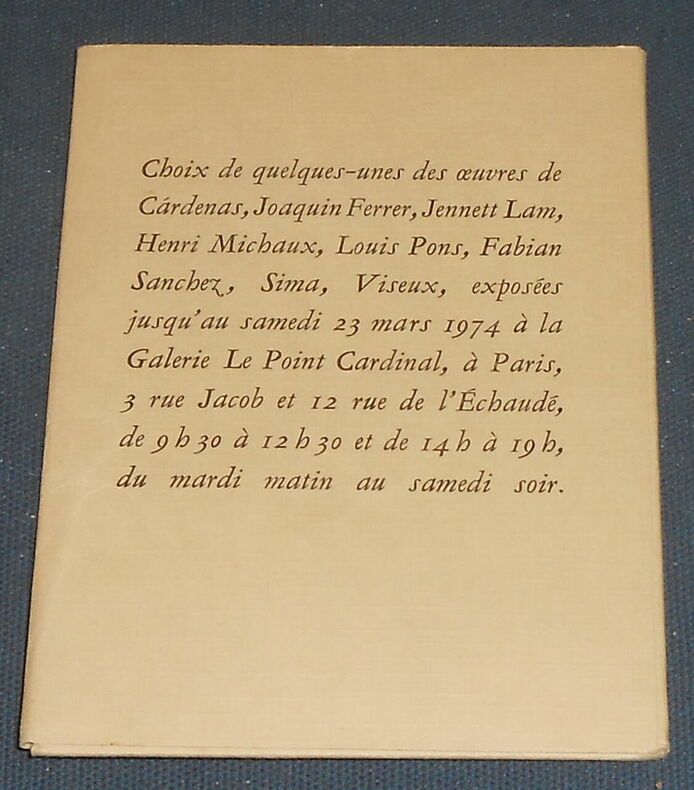 Choix de quelques-unes des œuvres de
Cárdenas, Joaquin Ferrer, Jennett Lam,
Henri Michaux, Louis Pons, Fabian
Sanchez, Sima, Viseux, exposées
jusqu'au samedi 23 mars 1974 à la
Galerie Le Point Cardinal, à Paris,
3 rue Jacob et 12 rue de l'Échaudé,
de 9 h 30 à 12 h 30 et de 14 h à 19 h,
du mardi matin au samedi soir.